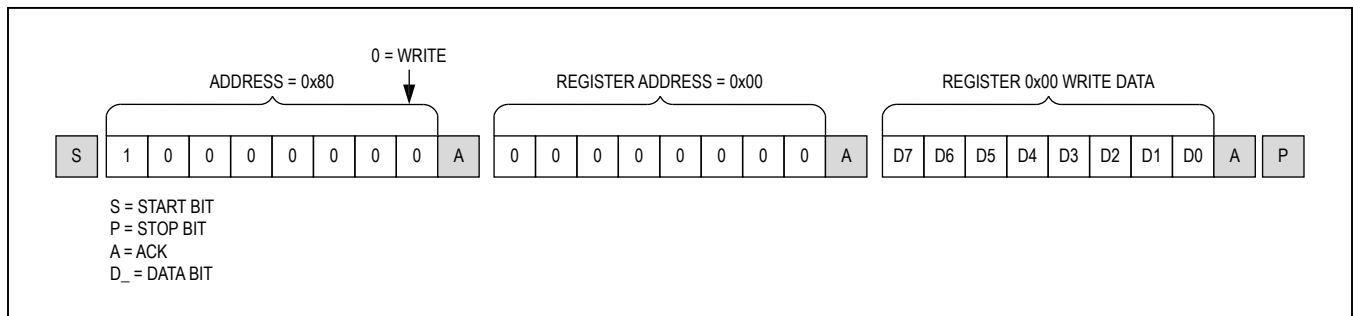 0 = WRITE
ADDRESS = 0x80 REGISTER ADDRESS = 0x00 REGISTER 0x00 WRITE DATA
S 1 0 0 0 0 0 0 0 A 0 0 0 0 0 0 0 0 A D7 D6 D5 D4 D3 D2 D1 D0 A P
S = START BIT
P = STOP BIT
A = ACK
D_ = DATA BIT